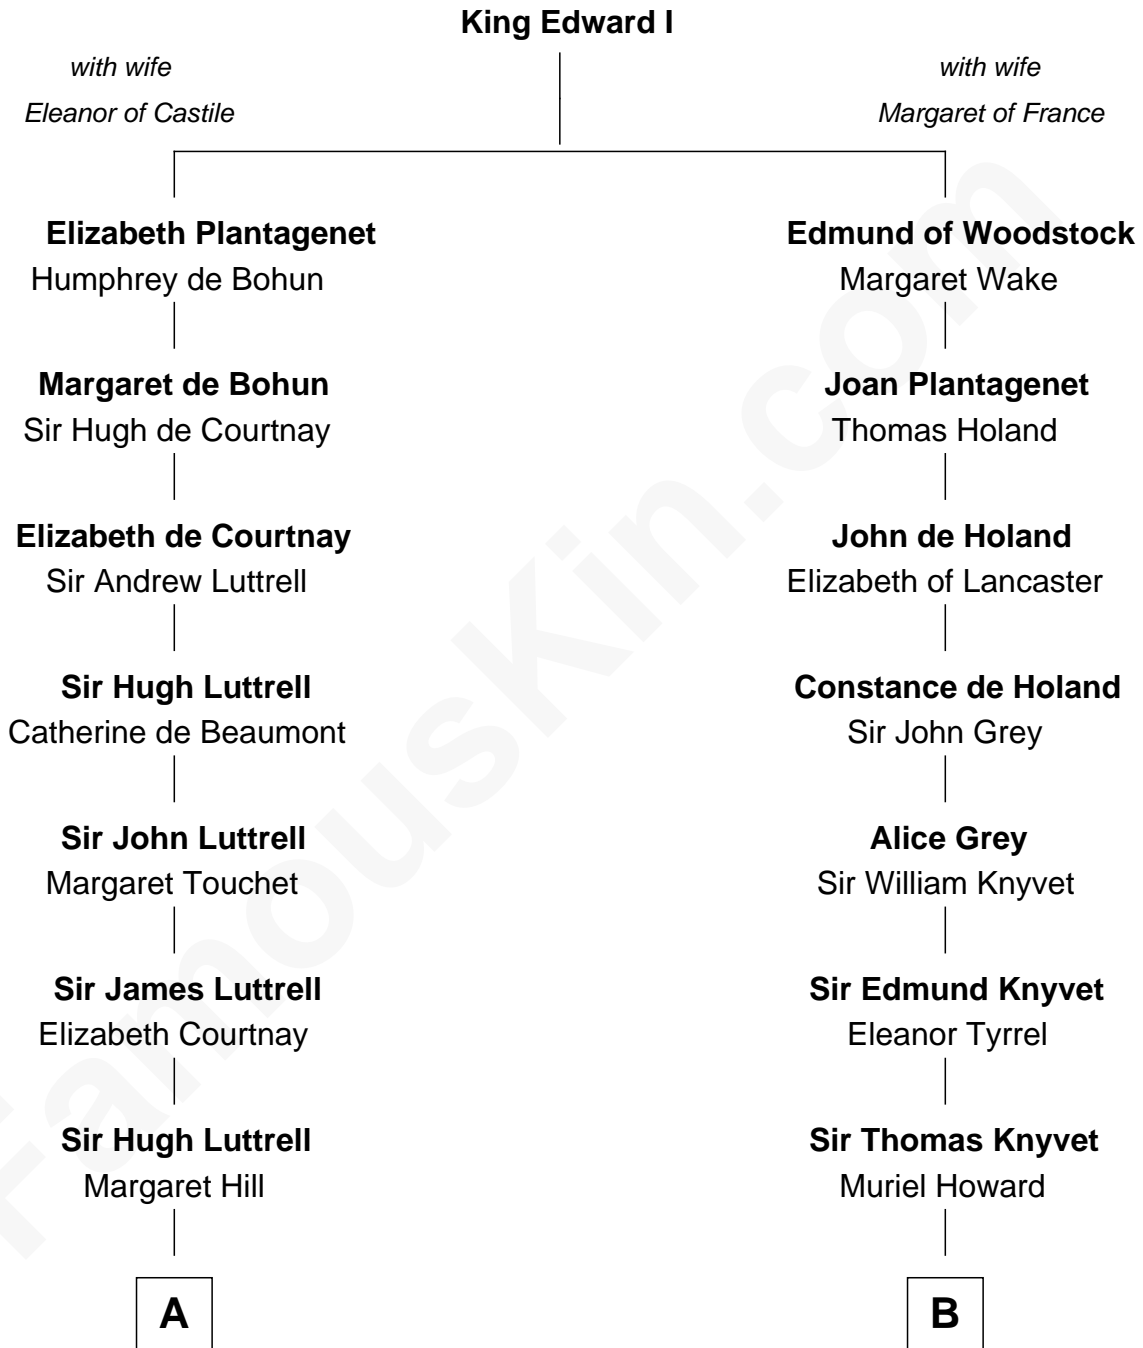 King Edward I
with wife
Eleanor of Castile
with wife
Margaret of France
Elizabeth Plantagenet
Humphrey de Bohun
Edmund of Woodstock
Margaret Wake
Margaret de Bohun
Sir Hugh de Courtnay
Joan Plantagenet
Thomas Holand
Elizabeth de Courtnay
Sir Andrew Luttrell
John de Holand
Elizabeth of Lancaster
Sir Hugh Luttrell
Catherine de Beaumont
Constance de Holand
Sir John Grey
Sir John Luttrell
Margaret Touchet
Alice Grey
Sir William Knyvet
Sir James Luttrell
Elizabeth Courtnay
Sir Edmund Knyvet
Eleanor Tyrrel
Sir Hugh Luttrell
Margaret Hill
Sir Thomas Knyvet
Muriel Howard
A
B
FamousKin.com